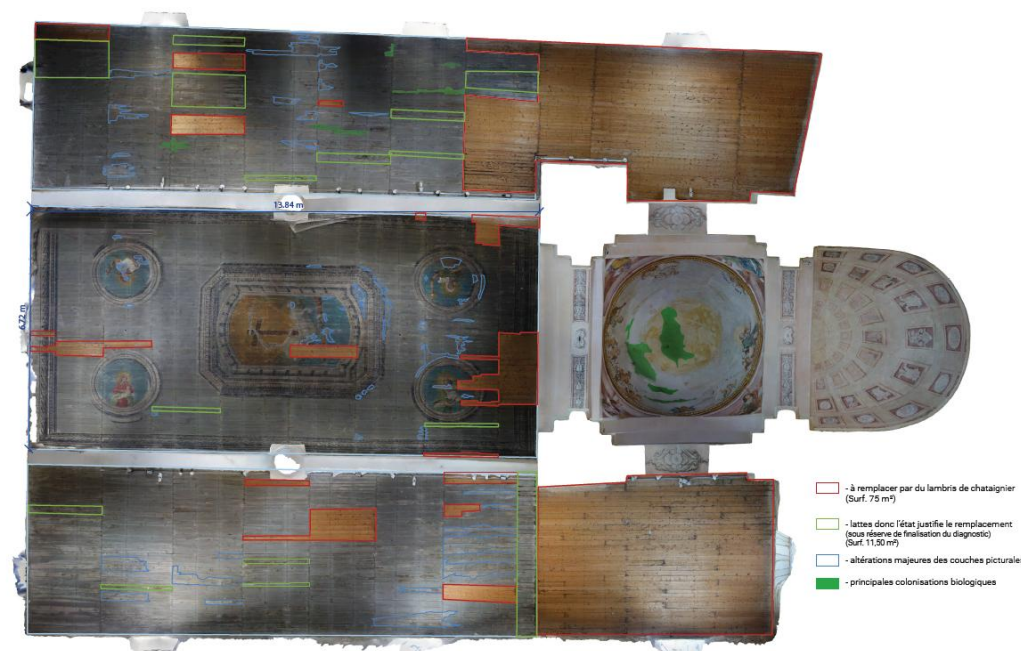 13.84 m
6.72 m
- à remplacer par du lambris de chataignier
(Surf. 75 m²)
- lattes donc l'état justifie le remplacement
(sous réserve de finalisation du diagnostic)
(Surf. 11,50 m²)
- altérations majeures des couches picturales
- principales colonisations biologiques